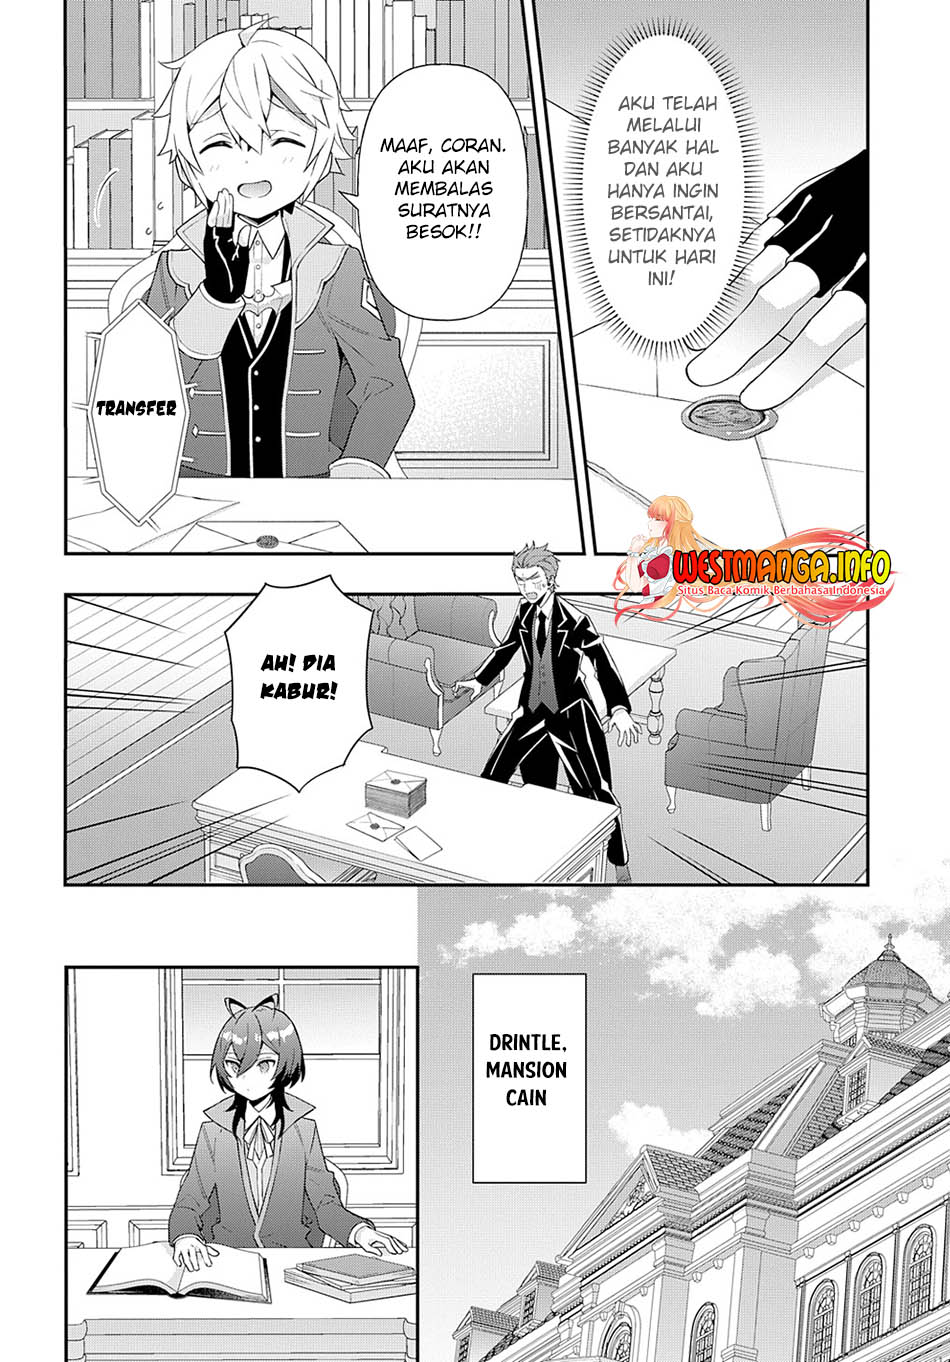 AKU TELAH
MELALUI
BANYAK HAL
DAN AKU
HANYA INGIN
BERSANTAI,
SETIDAKNYA
UNTUK HARI
INI!
MAAF, CORAN.
AKU AKAN
MEMBALAS
SURATNYA
BESOK!!
TRANSFER
WESTMANGA.INFO
Situs Baca Komik Berbahasa Indonesia
AH! DIA
KABUR!
DRINTLE,
MANSION
CAIN